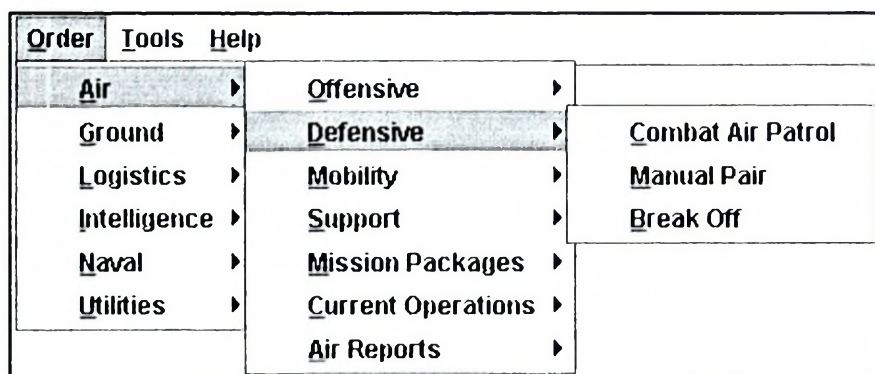 Order Tools Help
Air
Ground
Logistics
Intelligence
Naval
Utilities
Offensive
Defensive
Mobility
Support
Mission Packages
Current Operations
Air Reports
Combat Air Patrol
Manual Pair
Break Off